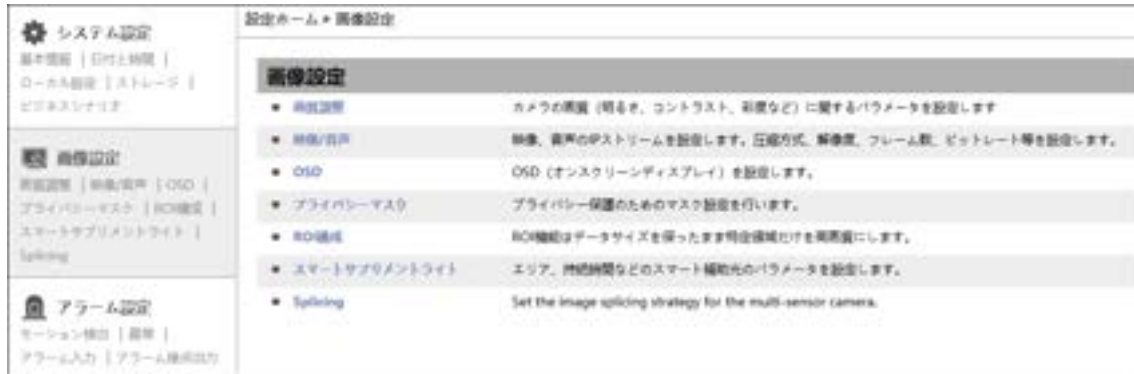 システム設定
基本情報 | 日付と時間 |
ローカル設定 | ストレージ |
ビジネスシナリオ
画像設定
画質調整 | 映像/音声 | OSD |
プライバシーマスク | ROI構成 |
スマートサプリメントライト |
Splicing
アラーム設定
モーション検出 | 異常 |
アラーム入力 | アラーム接点出力
設定ホーム▸画像設定
画像設定
画質調整 カメラの画質（明るさ、コントラスト、彩度など）に関するパラメータを設定します
映像/音声 映像、音声のIPストリームを設定します。圧縮方式、解像度、フレーム数、ビットレート等を設定します。
OSD OSD（オンスクリーンディスプレイ）を設定します。
プライバシーマスク プライバシー保護のためのマスク設定を行います。
ROI構成 ROI機能はデータサイズを保ったまま特定領域だけを高画質にします。
スマートサプリメントライト エリア、持続時間などのスマート補助光のパラメータを設定します。
Splicing Set the image splicing strategy for the multi-sensor camera.